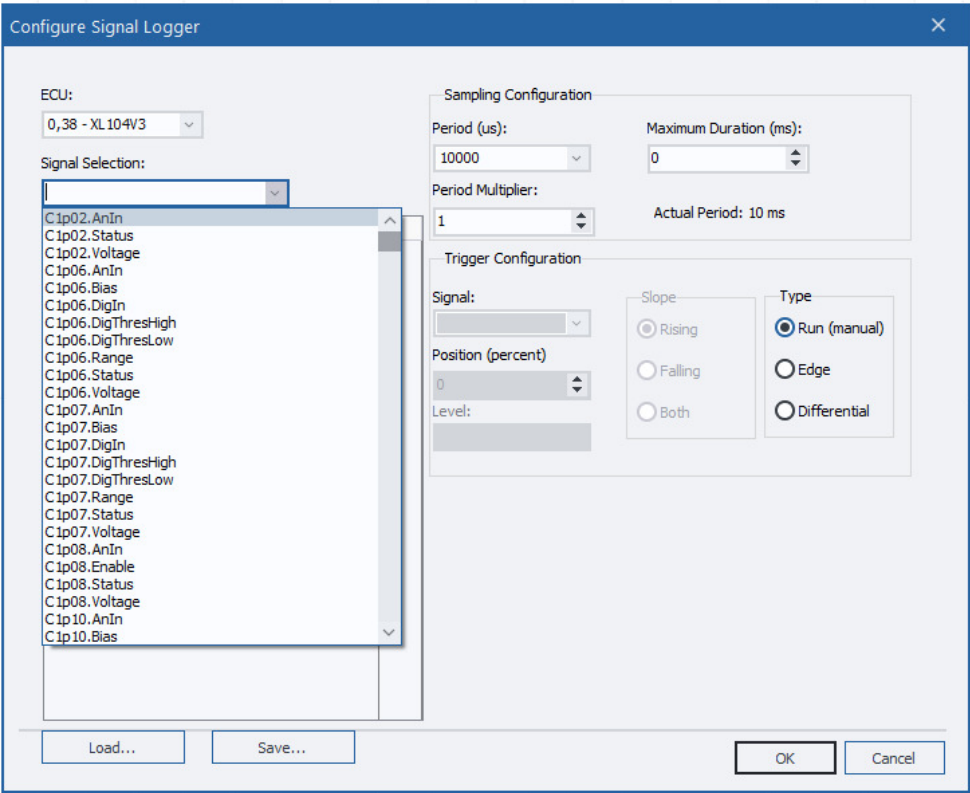 Configure Signal Logger
ECU:
0,38 - XL104V3
Signal Selection:
C1p02.AnIn
C1p02.Status
C1p02.Voltage
C1p06.AnIn
C1p06.Bias
C1p06.DigIn
C1p06.DigThresHigh
C1p06.DigThresLow
C1p06.Range
C1p06.Status
C1p06.Voltage
C1p07.AnIn
C1p07.Bias
C1p07.DigIn
C1p07.DigThresHigh
C1p07.DigThresLow
C1p07.Range
C1p07.Status
C1p07.Voltage
C1p08.AnIn
C1p08.Enable
C1p08.Status
C1p08.Voltage
C1p10.AnIn
C1p10.Bias
Load...
Save...
Sampling Configuration
Period (us):
10000
Maximum Duration (ms):
0
Period Multiplier:
1
Actual Period: 10 ms
Trigger Configuration
Signal:
Position (percent)
0
Level:
Slope
Rising
Falling
Both
Type
Run (manual)
Edge
Differential
OK
Cancel